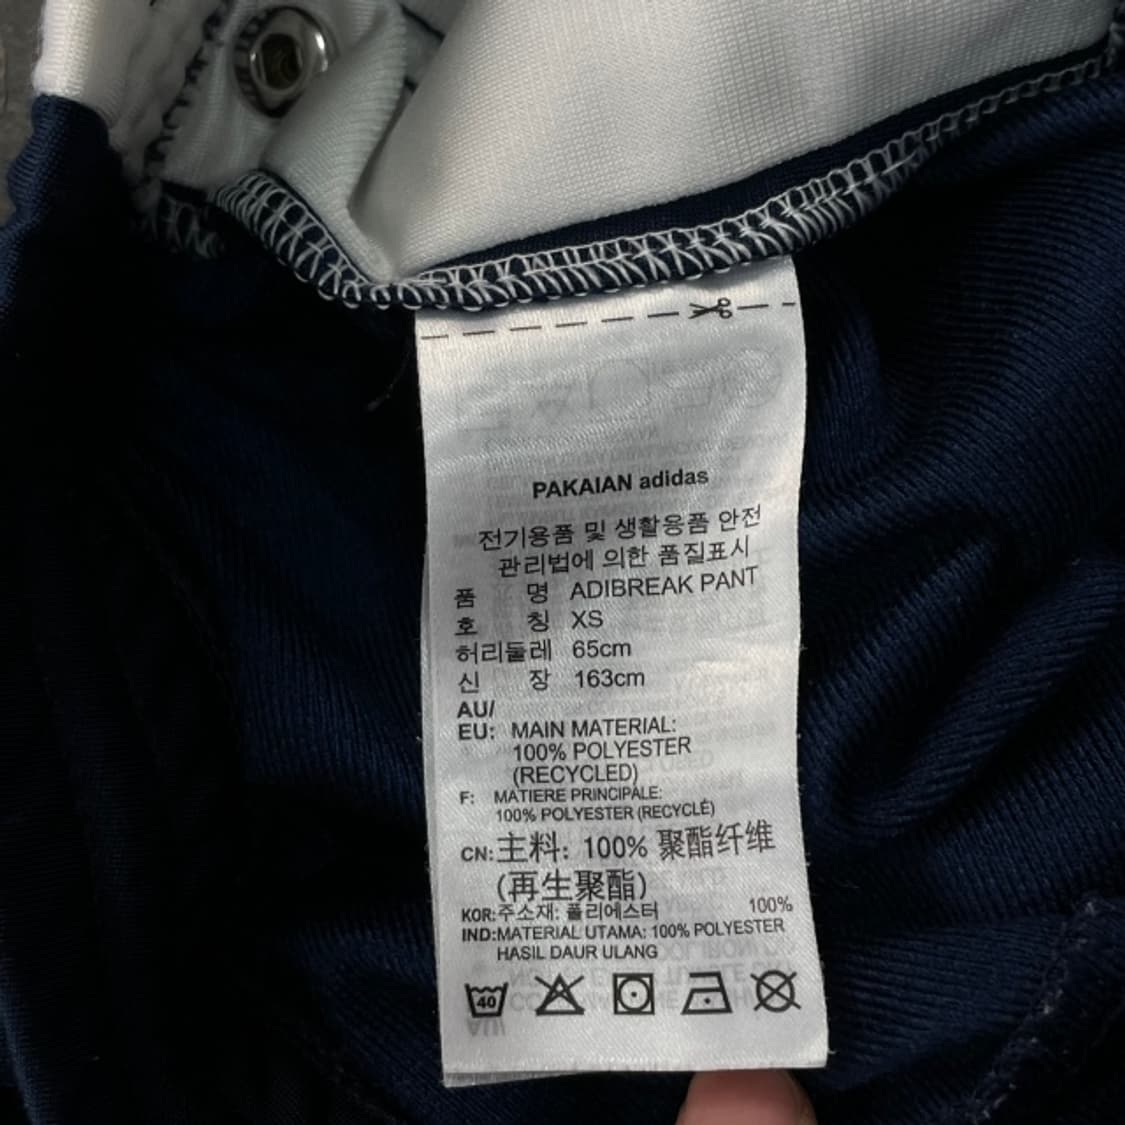 PAKAIAN adidas
전기용품 및 생활용품 안전
관리법에 의한 품질표시
품 명 ADIBREAK PANT
호 칭 XS
허리둘레 65cm
신 장 163cm
AU/
EU: MAIN MATERIAL:
100% POLYESTER
(RECYCLED)
F: MATIERE PRINCIPALE:
100% POLYESTER (RECYCLÉ)
CN:主料: 100% 聚酯纤维
(再生聚酯)
KOR:주소재: 폴리에스터 100%
IND:MATERIAL UTAMA: 100% POLYESTER
HASIL DAUR ULANG
40